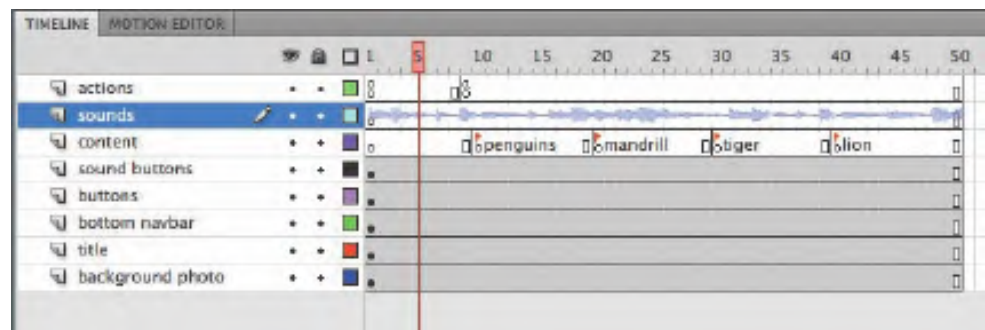 TIMELINE MOTION EDITOR
1 5 10 15 20 25 30 35 40 45 50
actions
sounds
content penguins mandrill tiger lion
sound buttons
buttons
bottom navbar
title
background photo